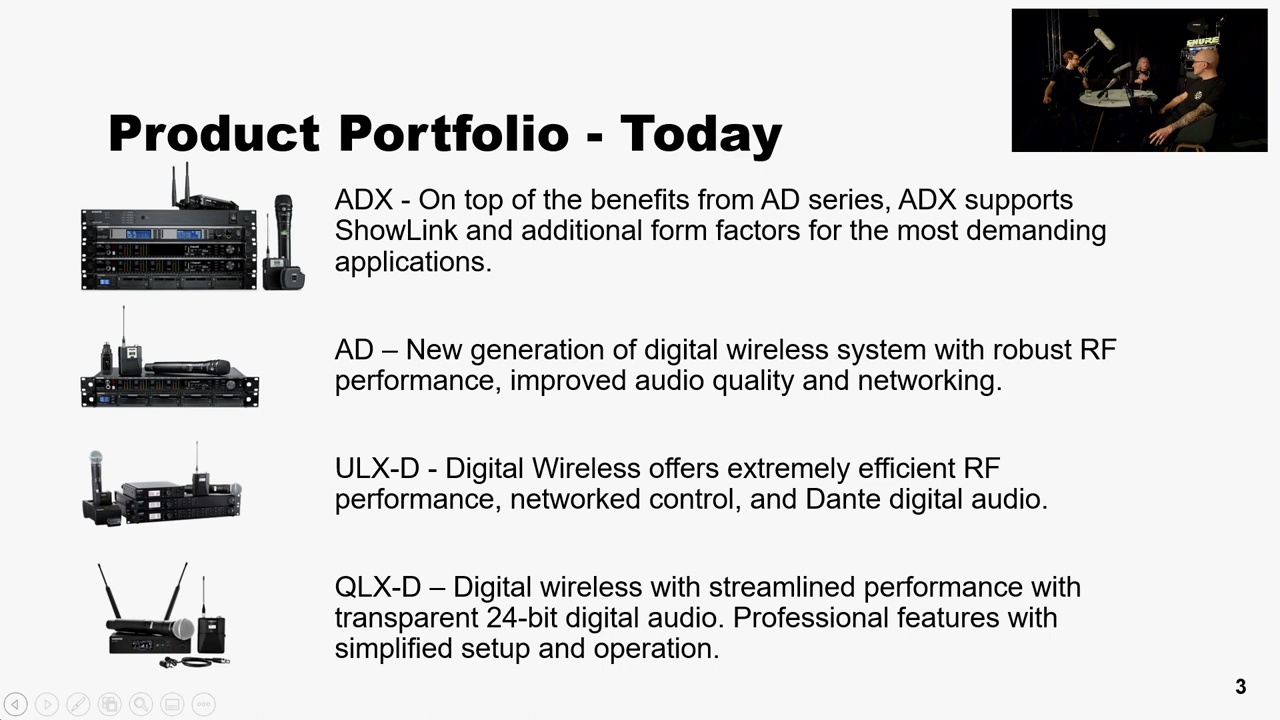 SHURE
Product Portfolio - Today
ADX - On top of the benefits from AD series, ADX supports
ShowLink and additional form factors for the most demanding
applications.
AD – New generation of digital wireless system with robust RF
performance, improved audio quality and networking.
ULX-D - Digital Wireless offers extremely efficient RF
performance, networked control, and Dante digital audio.
QLX-D – Digital wireless with streamlined performance with
transparent 24-bit digital audio. Professional features with
simplified setup and operation.
3